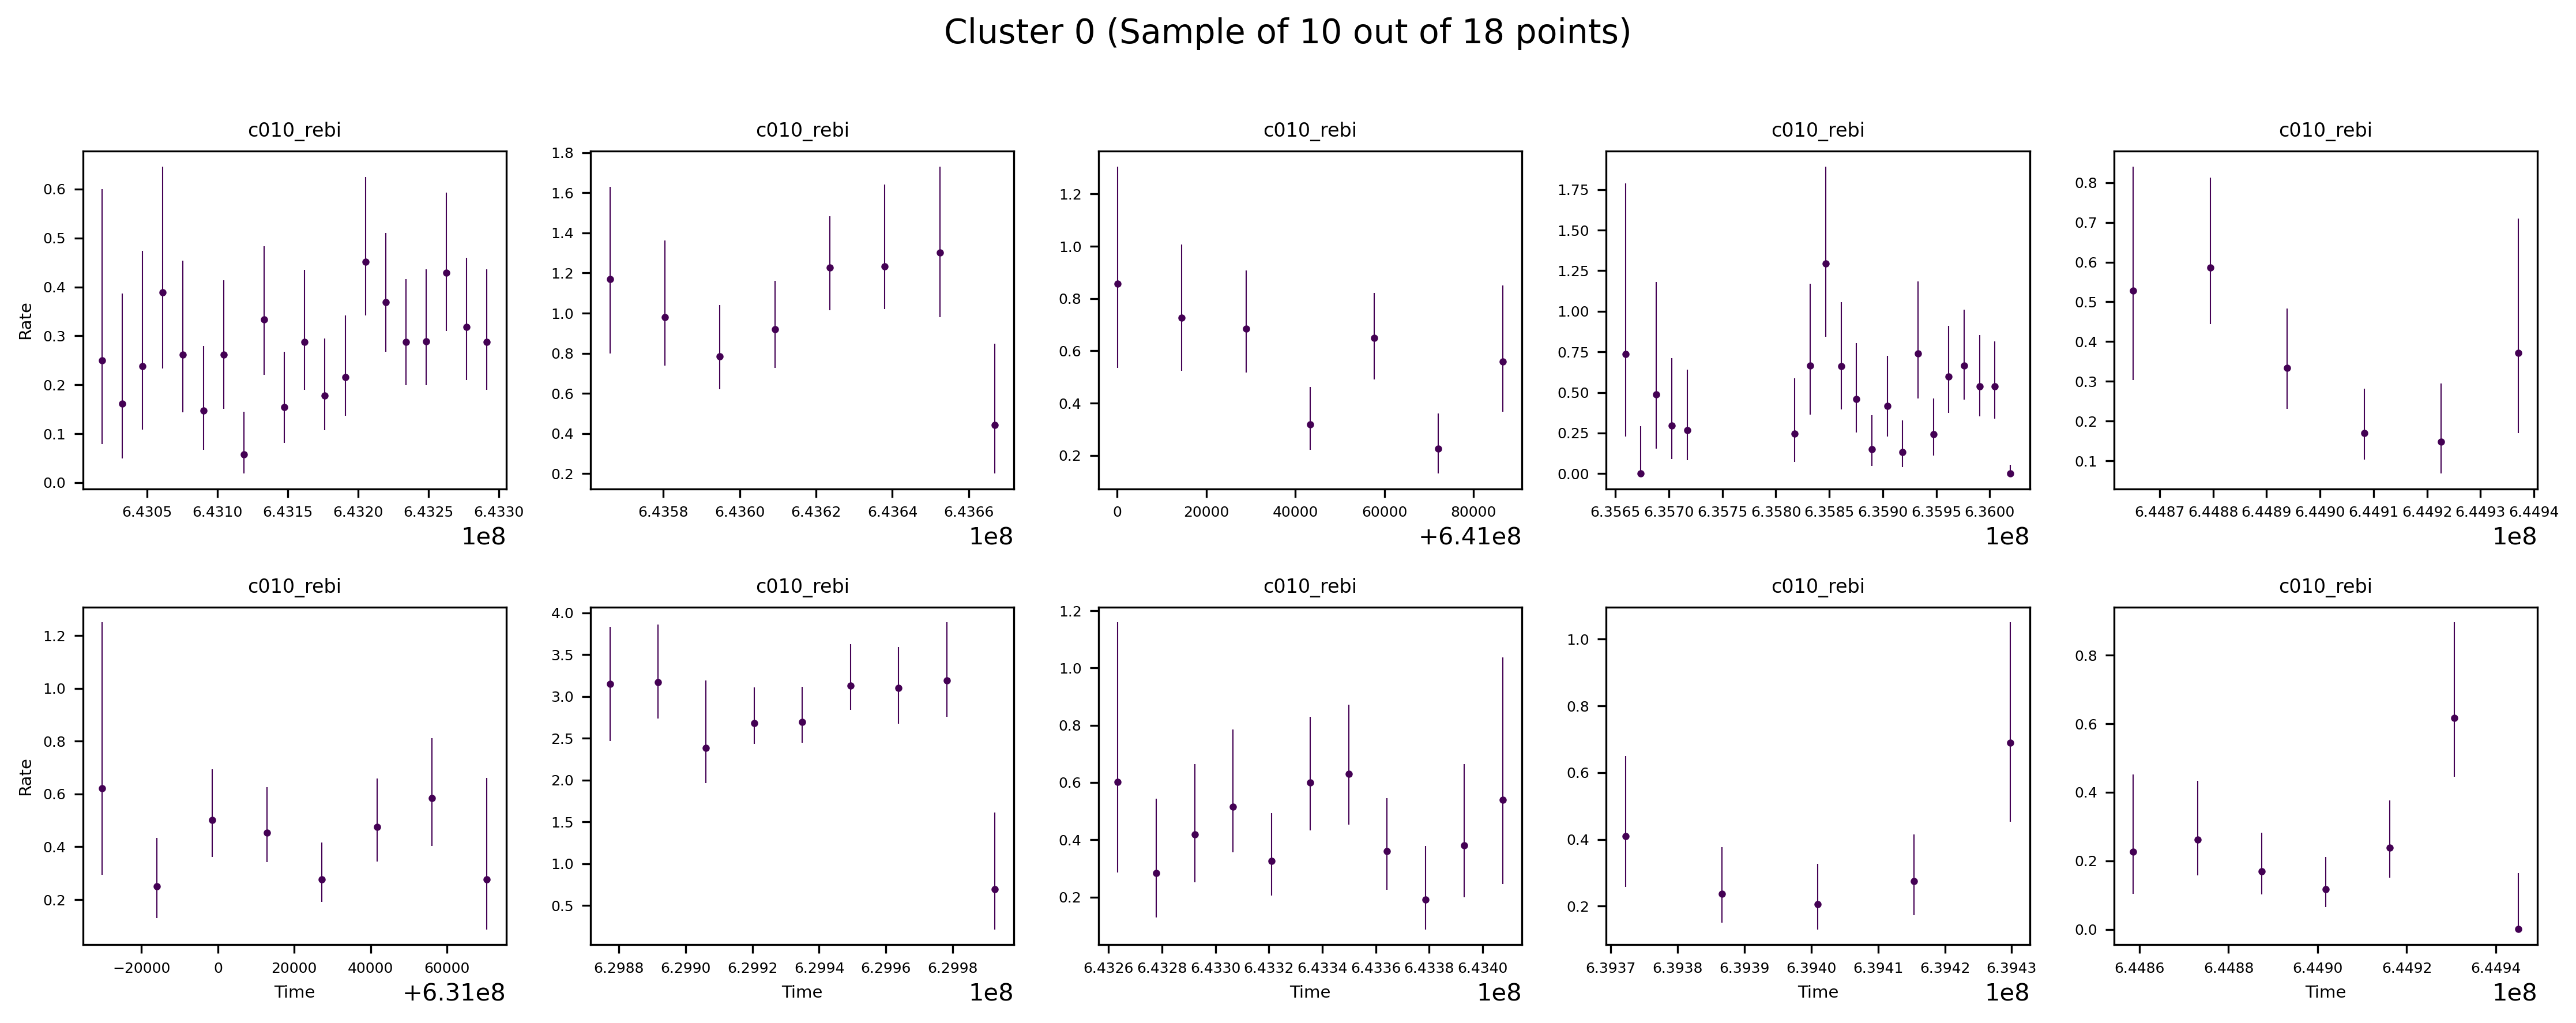 Cluster 0 (Sample of 10 out of 18 points)
c010_rebi c010_rebi c010_rebi c010_rebi c010_rebi
Rate
0.6
0.5
0.4
0.3
0.2
0.1
0.0
6.4305 6.4310 6.4315 6.4320 6.4325 6.4330
1e8
1.8
1.6
1.4
1.2
1.0
0.8
0.6
0.4
0.2
6.4358 6.4360 6.4362 6.4364 6.4366
1e8
1.2
1.0
0.8
0.6
0.4
0.2
0 20000 40000 60000 80000
+6.41e8
1.75
1.50
1.25
1.00
0.75
0.50
0.25
0.00
6.3565 6.3570 6.3575 6.3580 6.3585 6.3590 6.3595 6.3600
1e8
0.8
0.7
0.6
0.5
0.4
0.3
0.2
0.1
6.4487 6.4488 6.4489 6.4490 6.4491 6.4492 6.4493 6.4494
1e8
c010_rebi c010_rebi c010_rebi c010_rebi c010_rebi
Rate
1.2
1.0
0.8
0.6
0.4
0.2
−20000 0 20000 40000 60000
Time +6.31e8
4.0
3.5
3.0
2.5
2.0
1.5
1.0
0.5
6.2988 6.2990 6.2992 6.2994 6.2996 6.2998
Time 1e8
1.2
1.0
0.8
0.6
0.4
0.2
6.4326 6.4328 6.4330 6.4332 6.4334 6.4336 6.4338 6.4340
Time 1e8
1.0
0.8
0.6
0.4
0.2
6.3937 6.3938 6.3939 6.3940 6.3941 6.3942 6.3943
Time 1e8
0.8
0.6
0.4
0.2
0.0
6.4486 6.4488 6.4490 6.4492 6.4494
Time 1e8